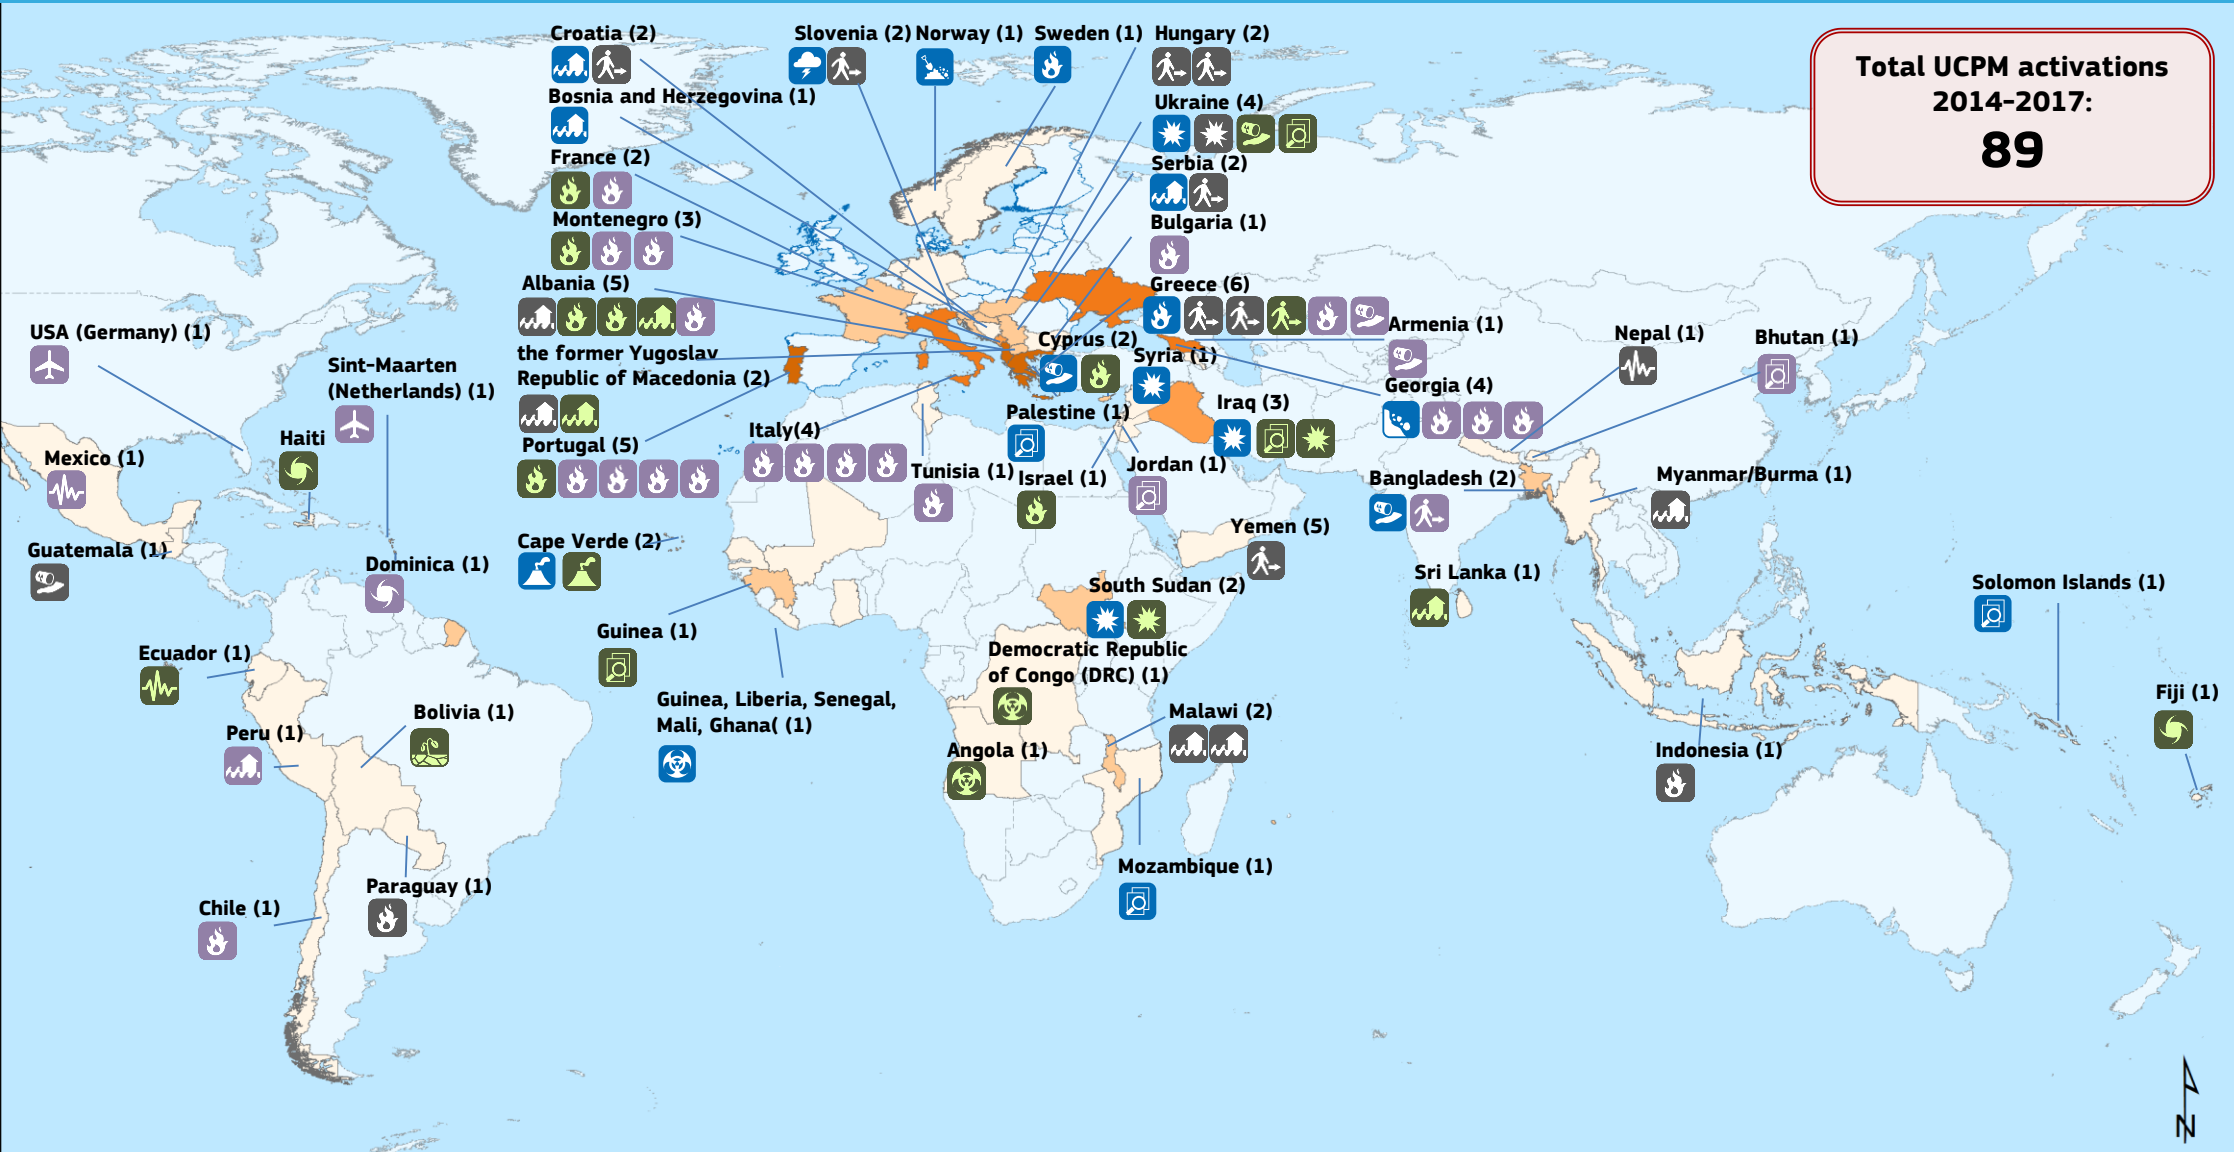 Croatia (2)
Slovenia (2)
Norway (1)
Sweden (1)
Hungary (2)
Total UCPM activations
2014-2017:
89
Bosnia and Herzegovina (1)
Ukraine (4)
France (2)
Serbia (2)
Montenegro (3)
Bulgaria (1)
Albania (5)
Greece (6)
USA (Germany) (1)
Armenia (1)
Nepal (1)
Bhutan (1)
Cyprus (2)
Syria (1)
the former Yugoslav
Republic of Macedonia (2)
Sint-Maarten
(Netherlands) (1)
Georgia (4)
Palestine (1)
Iraq (3)
Haiti
Portugal (5)
Italy(4)
Mexico (1)
Tunisia (1)
Israel (1)
Jordan (1)
Bangladesh (2)
Myanmar/Burma (1)
Yemen (5)
Cape Verde (2)
Guatemala (1)
Dominica (1)
South Sudan (2)
Sri Lanka (1)
Solomon Islands (1)
Guinea (1)
Ecuador (1)
Democratic Republic
of Congo (DRC) (1)
Guinea, Liberia, Senegal,
Mali, Ghana( (1)
Fiji (1)
Bolivia (1)
Malawi (2)
Peru (1)
Angola (1)
Indonesia (1)
Mozambique (1)
Paraguay (1)
Chile (1)
N